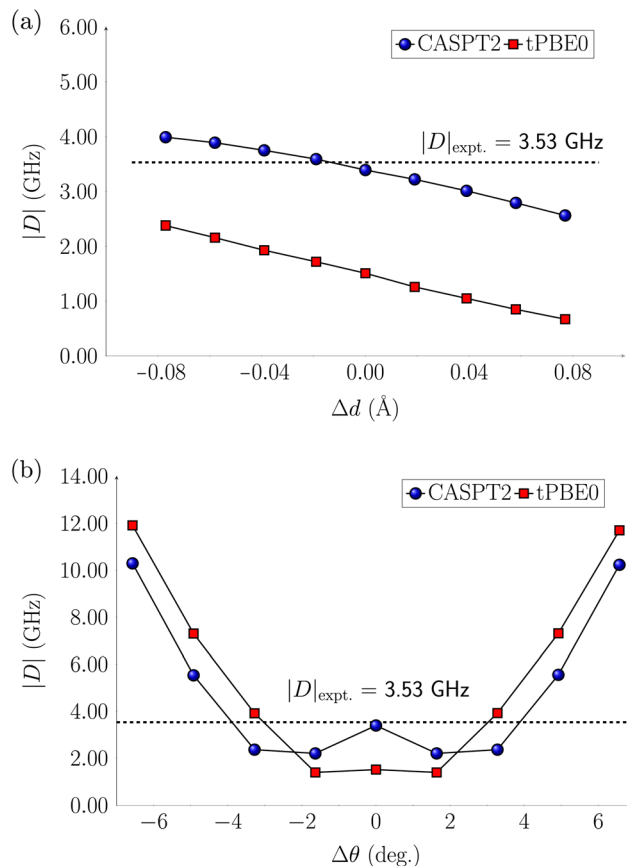 (a)
6.00
5.00
4.00
3.00
2.00
1.00
0.00
|D| (GHz)
CASPT2 tPBE0
|D|expt. = 3.53 GHz
-0.08 -0.04 0.00 0.04 0.08
Δd (Å)
(b)
14.00
12.00
10.00
8.00
6.00
4.00
2.00
0.00
|D| (GHz)
CASPT2 tPBE0
|D|expt. = 3.53 GHz
−6 −4 −2 0 2 4 6
Δθ (deg.)